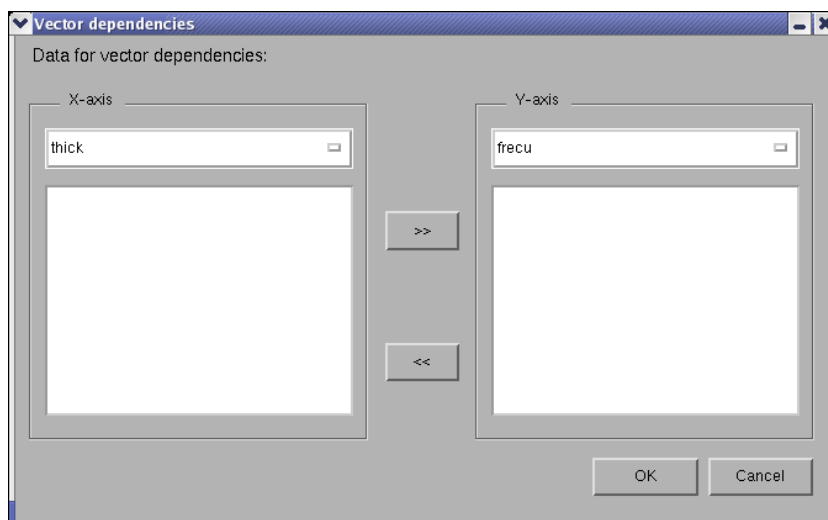 Vector dependencies
Data for vector dependencies:
X-axis
Y-axis
thick
frecu
>>
<<
OK
Cancel